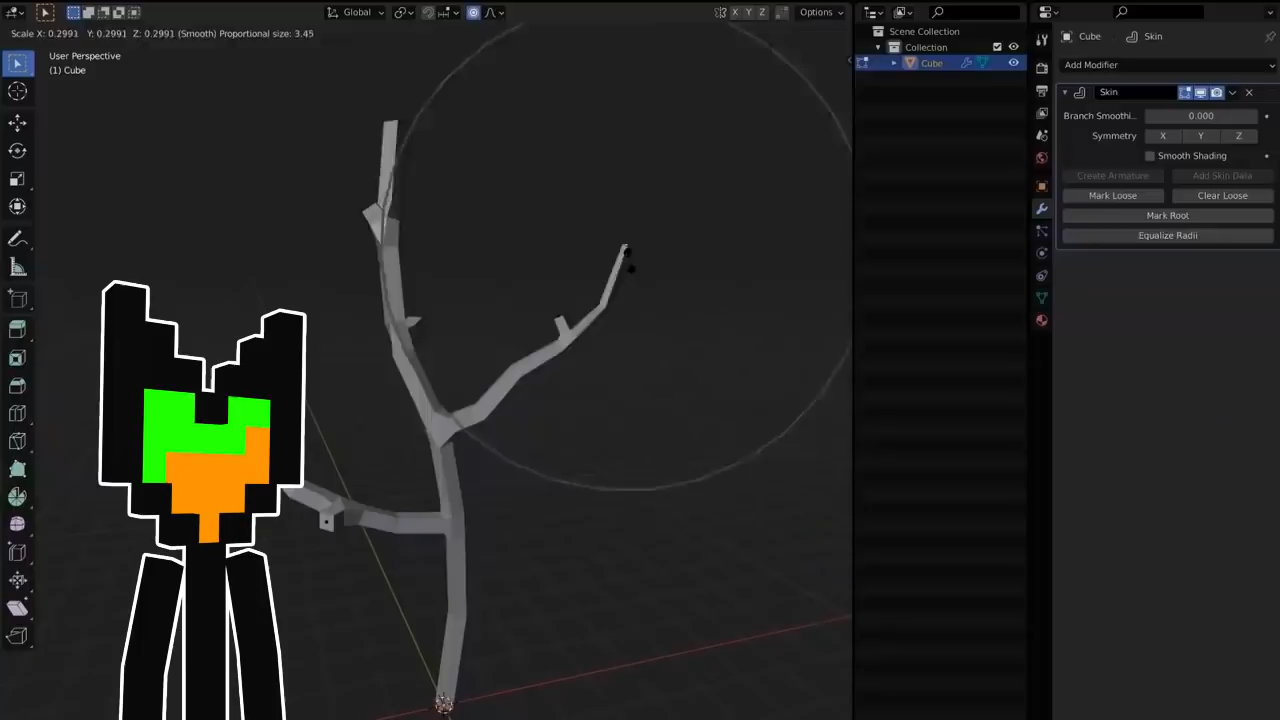 Global
X Y Z
Options
Scale X: 0.2991 Y: 0.2991 Z: 0.2991 (Smooth) Proportional size: 3.45
User Perspective
(1) Cube
Scene Collection
Collection
Cube
Cube
Skin
Add Modifier
Skin
Branch Smoothi...
0.000
Symmetry
X
Y
Z
Smooth Shading
Create Armature
Add Skin Data
Mark Loose
Clear Loose
Mark Root
Equalize Radii